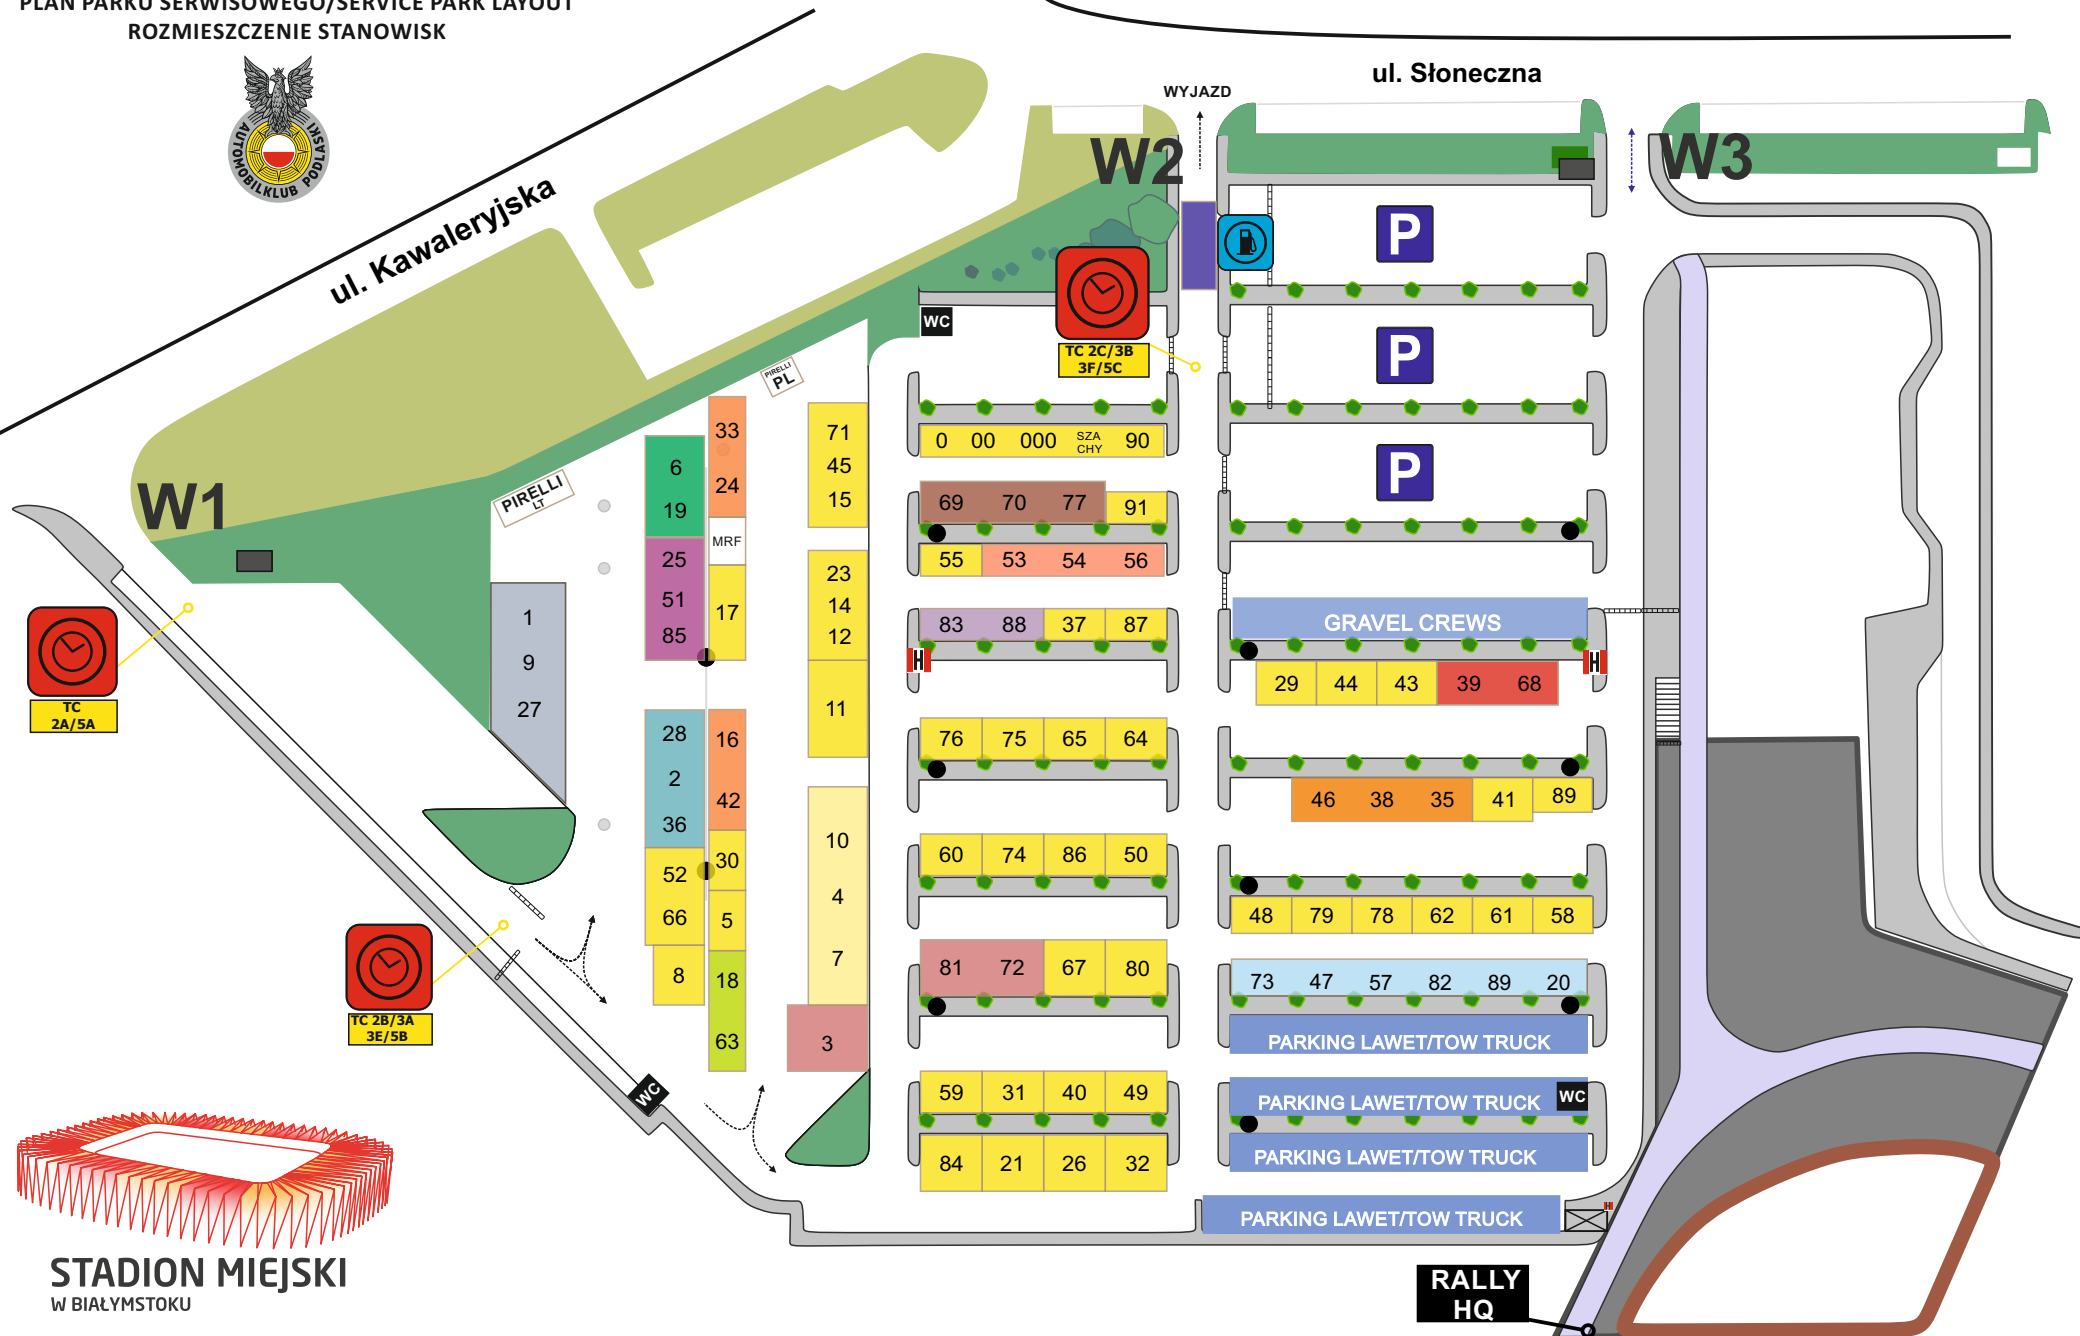 PLAN PARKU SERWISOWEGO/SERVICE PARK LAYOUT
ROZMIESZCZENIE STANOWISK
AUTOMOBILKLUB PODLASKI
ul. Kawaleryjska
ul. Słoneczna
WYJAZD
W1
W2
W3
P
P
P
WC
TC 2C/3B
3F/5C
PIRELLI
PL
PIRELLI
LT
TC
2A/5A
TC 2B/3A
3E/5B
WC
1
9
27
6
19
25
51
85
33
24
MRF
17
28
2
36
52
66
8
16
42
30
5
18
63
71
45
15
23
14
12
11
10
4
7
3
0 00 000 SZA
CHY 90
69 70 77 91
55 53 54 56
83 88 37 87
H
76 75 65 64
60 74 86 50
81 72 67 80
59 31 40 49
84 21 26 32
GRAVEL CREWS
H
29 44 43 39 68
46 38 35 41 89
48 79 78 62 61 58
73 47 57 82 89 20
PARKING LAWET/TOW TRUCK
PARKING LAWET/TOW TRUCK
WC
PARKING LAWET/TOW TRUCK
PARKING LAWET/TOW TRUCK
H
RALLY
HQ
STADION MIEJSKI
W BIAŁYMSTOKU